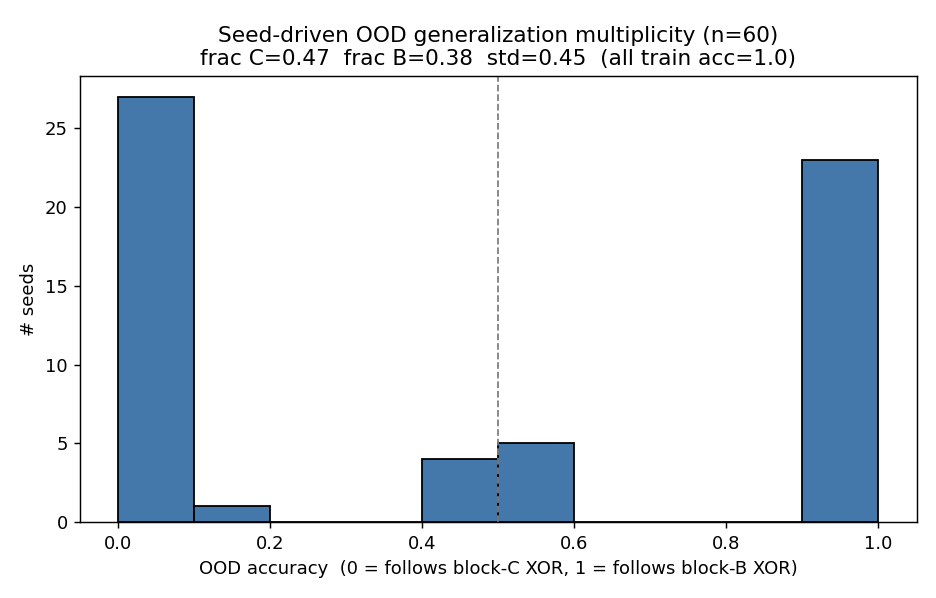 Seed-driven OOD generalization multiplicity (n=60)
frac C=0.47  frac B=0.38  std=0.45  (all train acc=1.0)
25
20
15
10
5
0
# seeds
0.0 0.2 0.4 0.6 0.8 1.0
OOD accuracy  (0 = follows block-C XOR, 1 = follows block-B XOR)